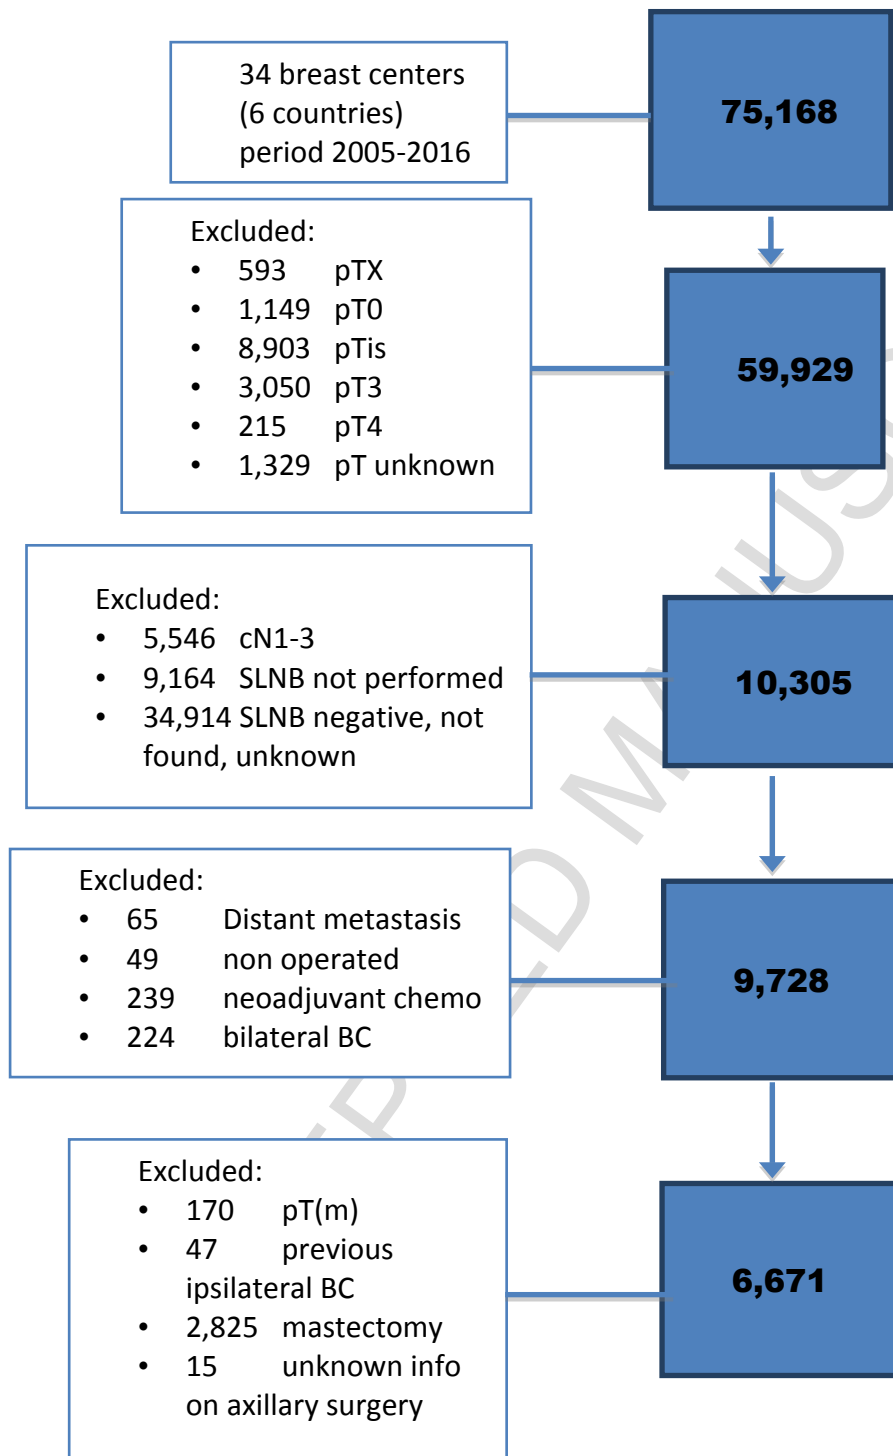 34 breast centers
(6 countries)
period 2005-2016
75,168
Excluded:
• 593 pTX
• 1,149 pT0
• 8,903 pTis
• 3,050 pT3
• 215 pT4
• 1,329 pT unknown
59,929
Excluded:
• 5,546 cN1-3
• 9,164 SLNB not performed
• 34,914 SLNB negative, not
found, unknown
10,305
Excluded:
• 65 Distant metastasis
• 49 non operated
• 239 neoadjuvant chemo
• 224 bilateral BC
9,728
Excluded:
• 170 pT(m)
• 47 previous
ipsilateral BC
• 2,825 mastectomy
• 15 unknown info
on axillary surgery
6,671